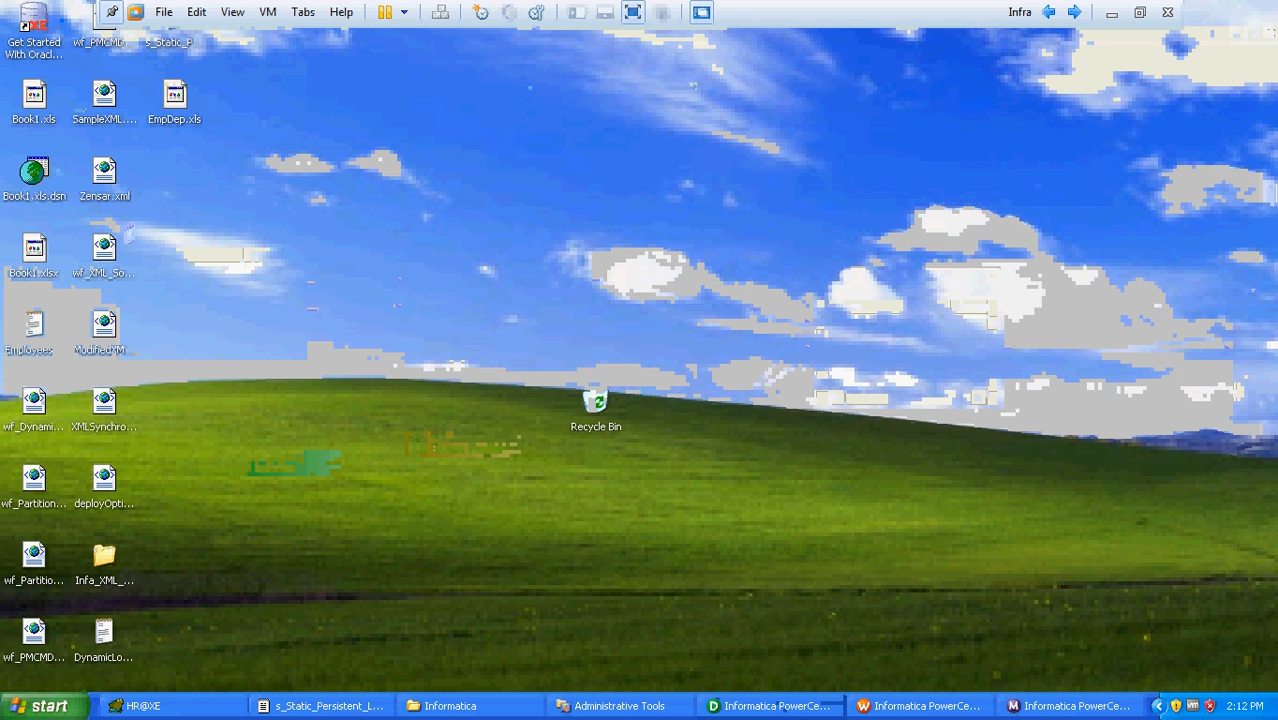 File Edit View VM Tabs Help
Infra
Get Started
With Oracl...
wf_PMCMD
s_Static_P
Book1.xls
SampleXML....
EmpDep.xls
Book1.xls.dsn
Zensar.xml
Book1.xlsx
wf_XML_So...
Employees
ModifiedXM...
wf_Dynami...
XMLSynchro...
wf_Partition...
deployOpti...
wf_Partitio...
Infa_XML_...
wf_PMCMD...
DynamicLo...
Recycle Bin
start
HR@XE
s_Static_Persistent_L...
Informatica
Administrative Tools
Informatica PowerCe...
Informatica PowerCe...
Informatica PowerCe...
2:12 PM